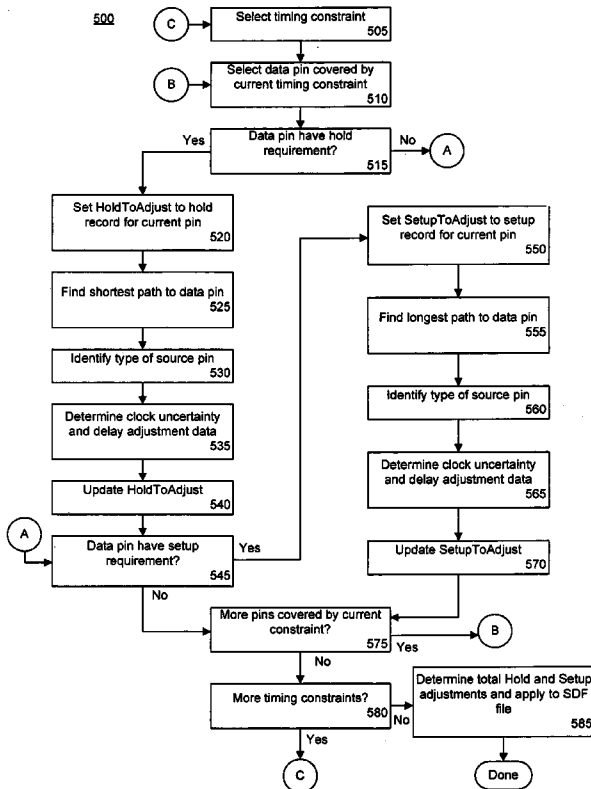 500
C
Select timing constraint
505
B
Select data pin covered by
current timing constraint
510
Data pin have hold
requirement?
515
Yes
No
A
Set HoldToAdjust to hold
record for current pin
520
Find shortest path to data pin
525
Identify type of source pin
530
Determine clock uncertainty
and delay adjustment data
535
Update HoldToAdjust
540
A
Data pin have setup
requirement?
545
Yes
No
Set SetupToAdjust to setup
record for current pin
550
Find longest path to data pin
555
Identify type of source pin
560
Determine clock uncertainty
and delay adjustment data
565
Update SetupToAdjust
570
More pins covered by current
constraint?
575
Yes
B
No
More timing constraints?
580
No
Yes
C
Determine total Hold and Setup
adjustments and apply to SDF
file
585
Done